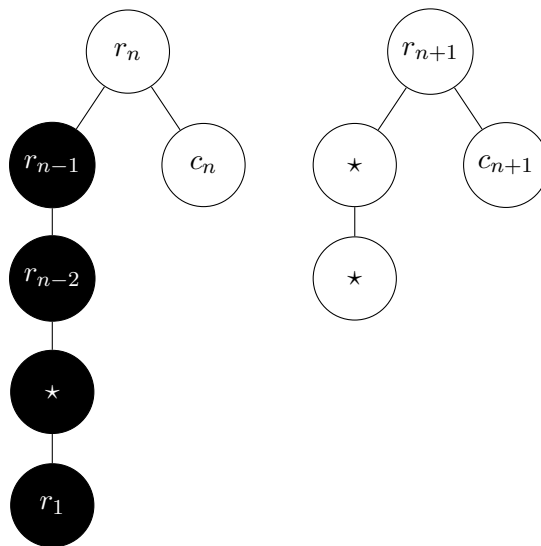 r_n r_{n+1}
r_{n-1} c_n ⋆ c_{n+1}
r_{n-2} ⋆
⋆
r_1